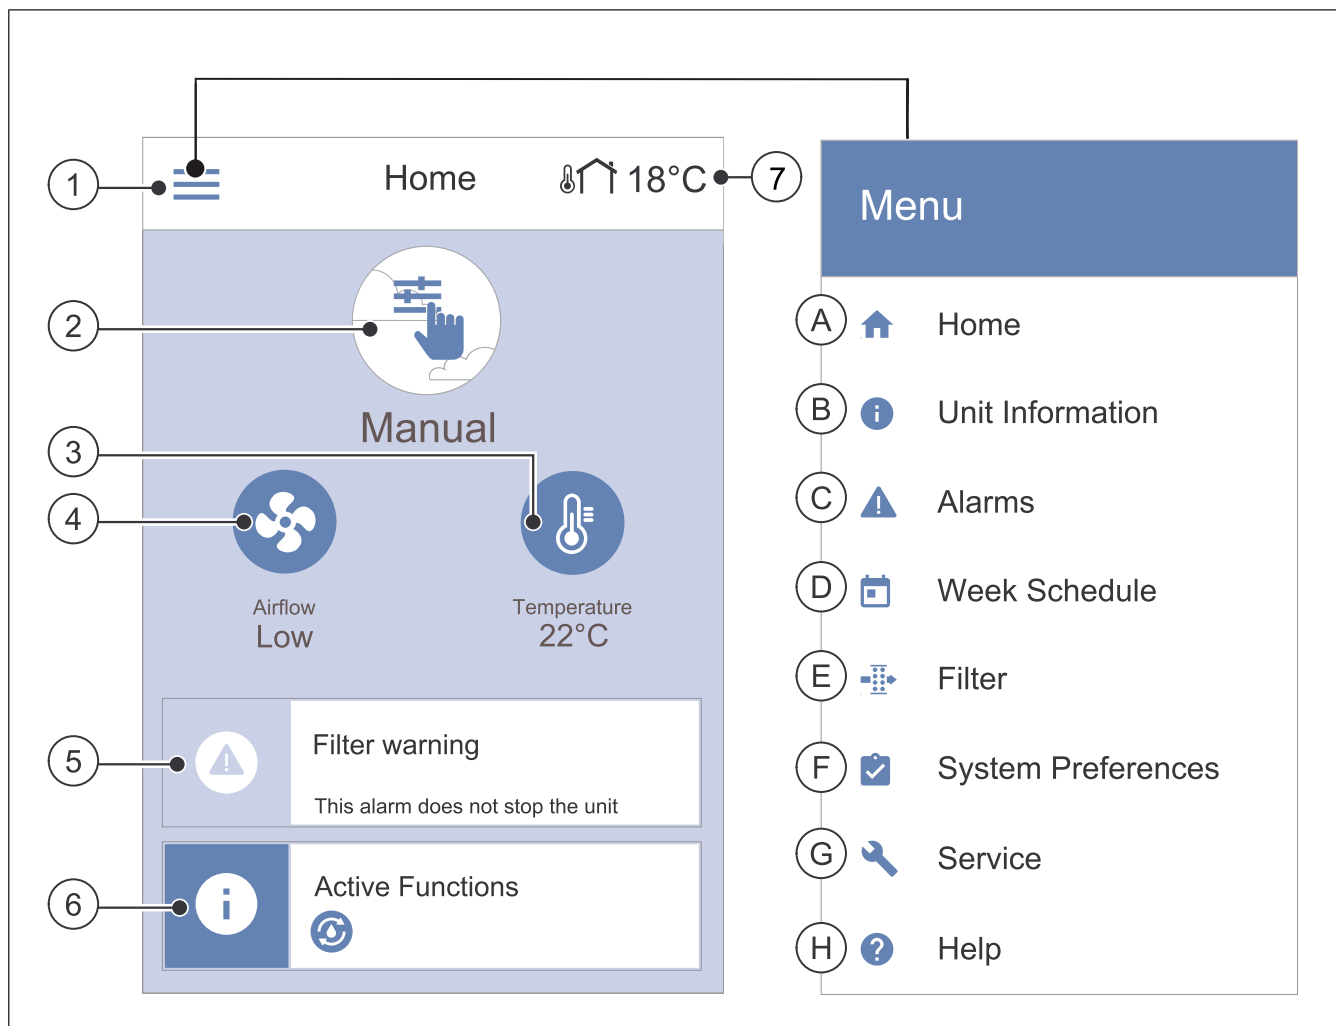 1
Home
18°C
7
2
Manual
3
4
Airflow
Low
Temperature
22°C
5
Filter warning
This alarm does not stop the unit
6
Active Functions
Menu
A
Home
B
Unit Information
C
Alarms
D
Week Schedule
E
Filter
F
System Preferences
G
Service
H
Help